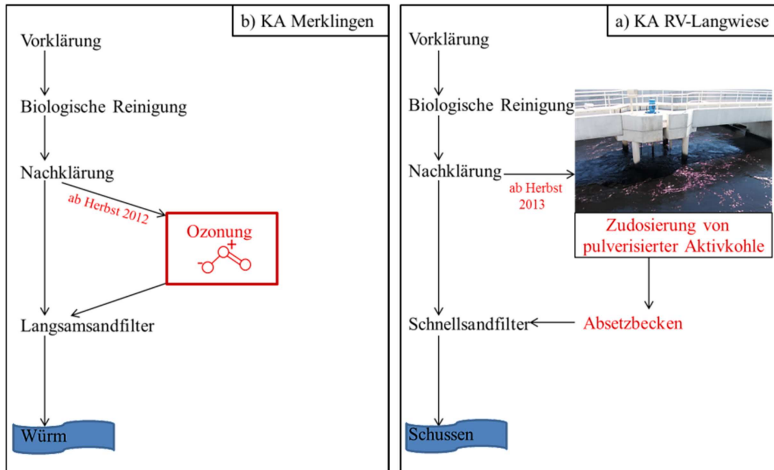 b) KA Merklingen
Vorklärung
Biologische Reinigung
Nachklärung
ab Herbst 2012
Ozonung
+
-
Langsamsandfilter
Würm
a) KA RV-Langwiese
Vorklärung
Biologische Reinigung
Nachklärung
ab Herbst
2013
Zudosierung von
pulverisierter Aktivkohle
Schnellsandfilter
Absetzbecken
Schussen